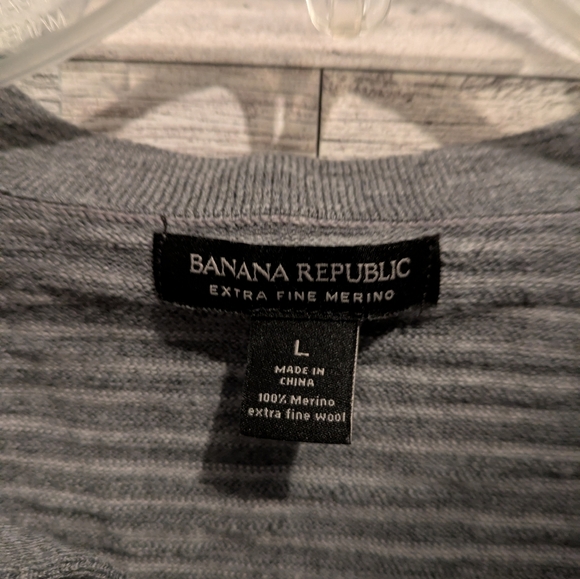 BANANA REPUBLIC
EXTRA FINE MERINO
L
MADE IN
CHINA
100% Merino
extra fine wool